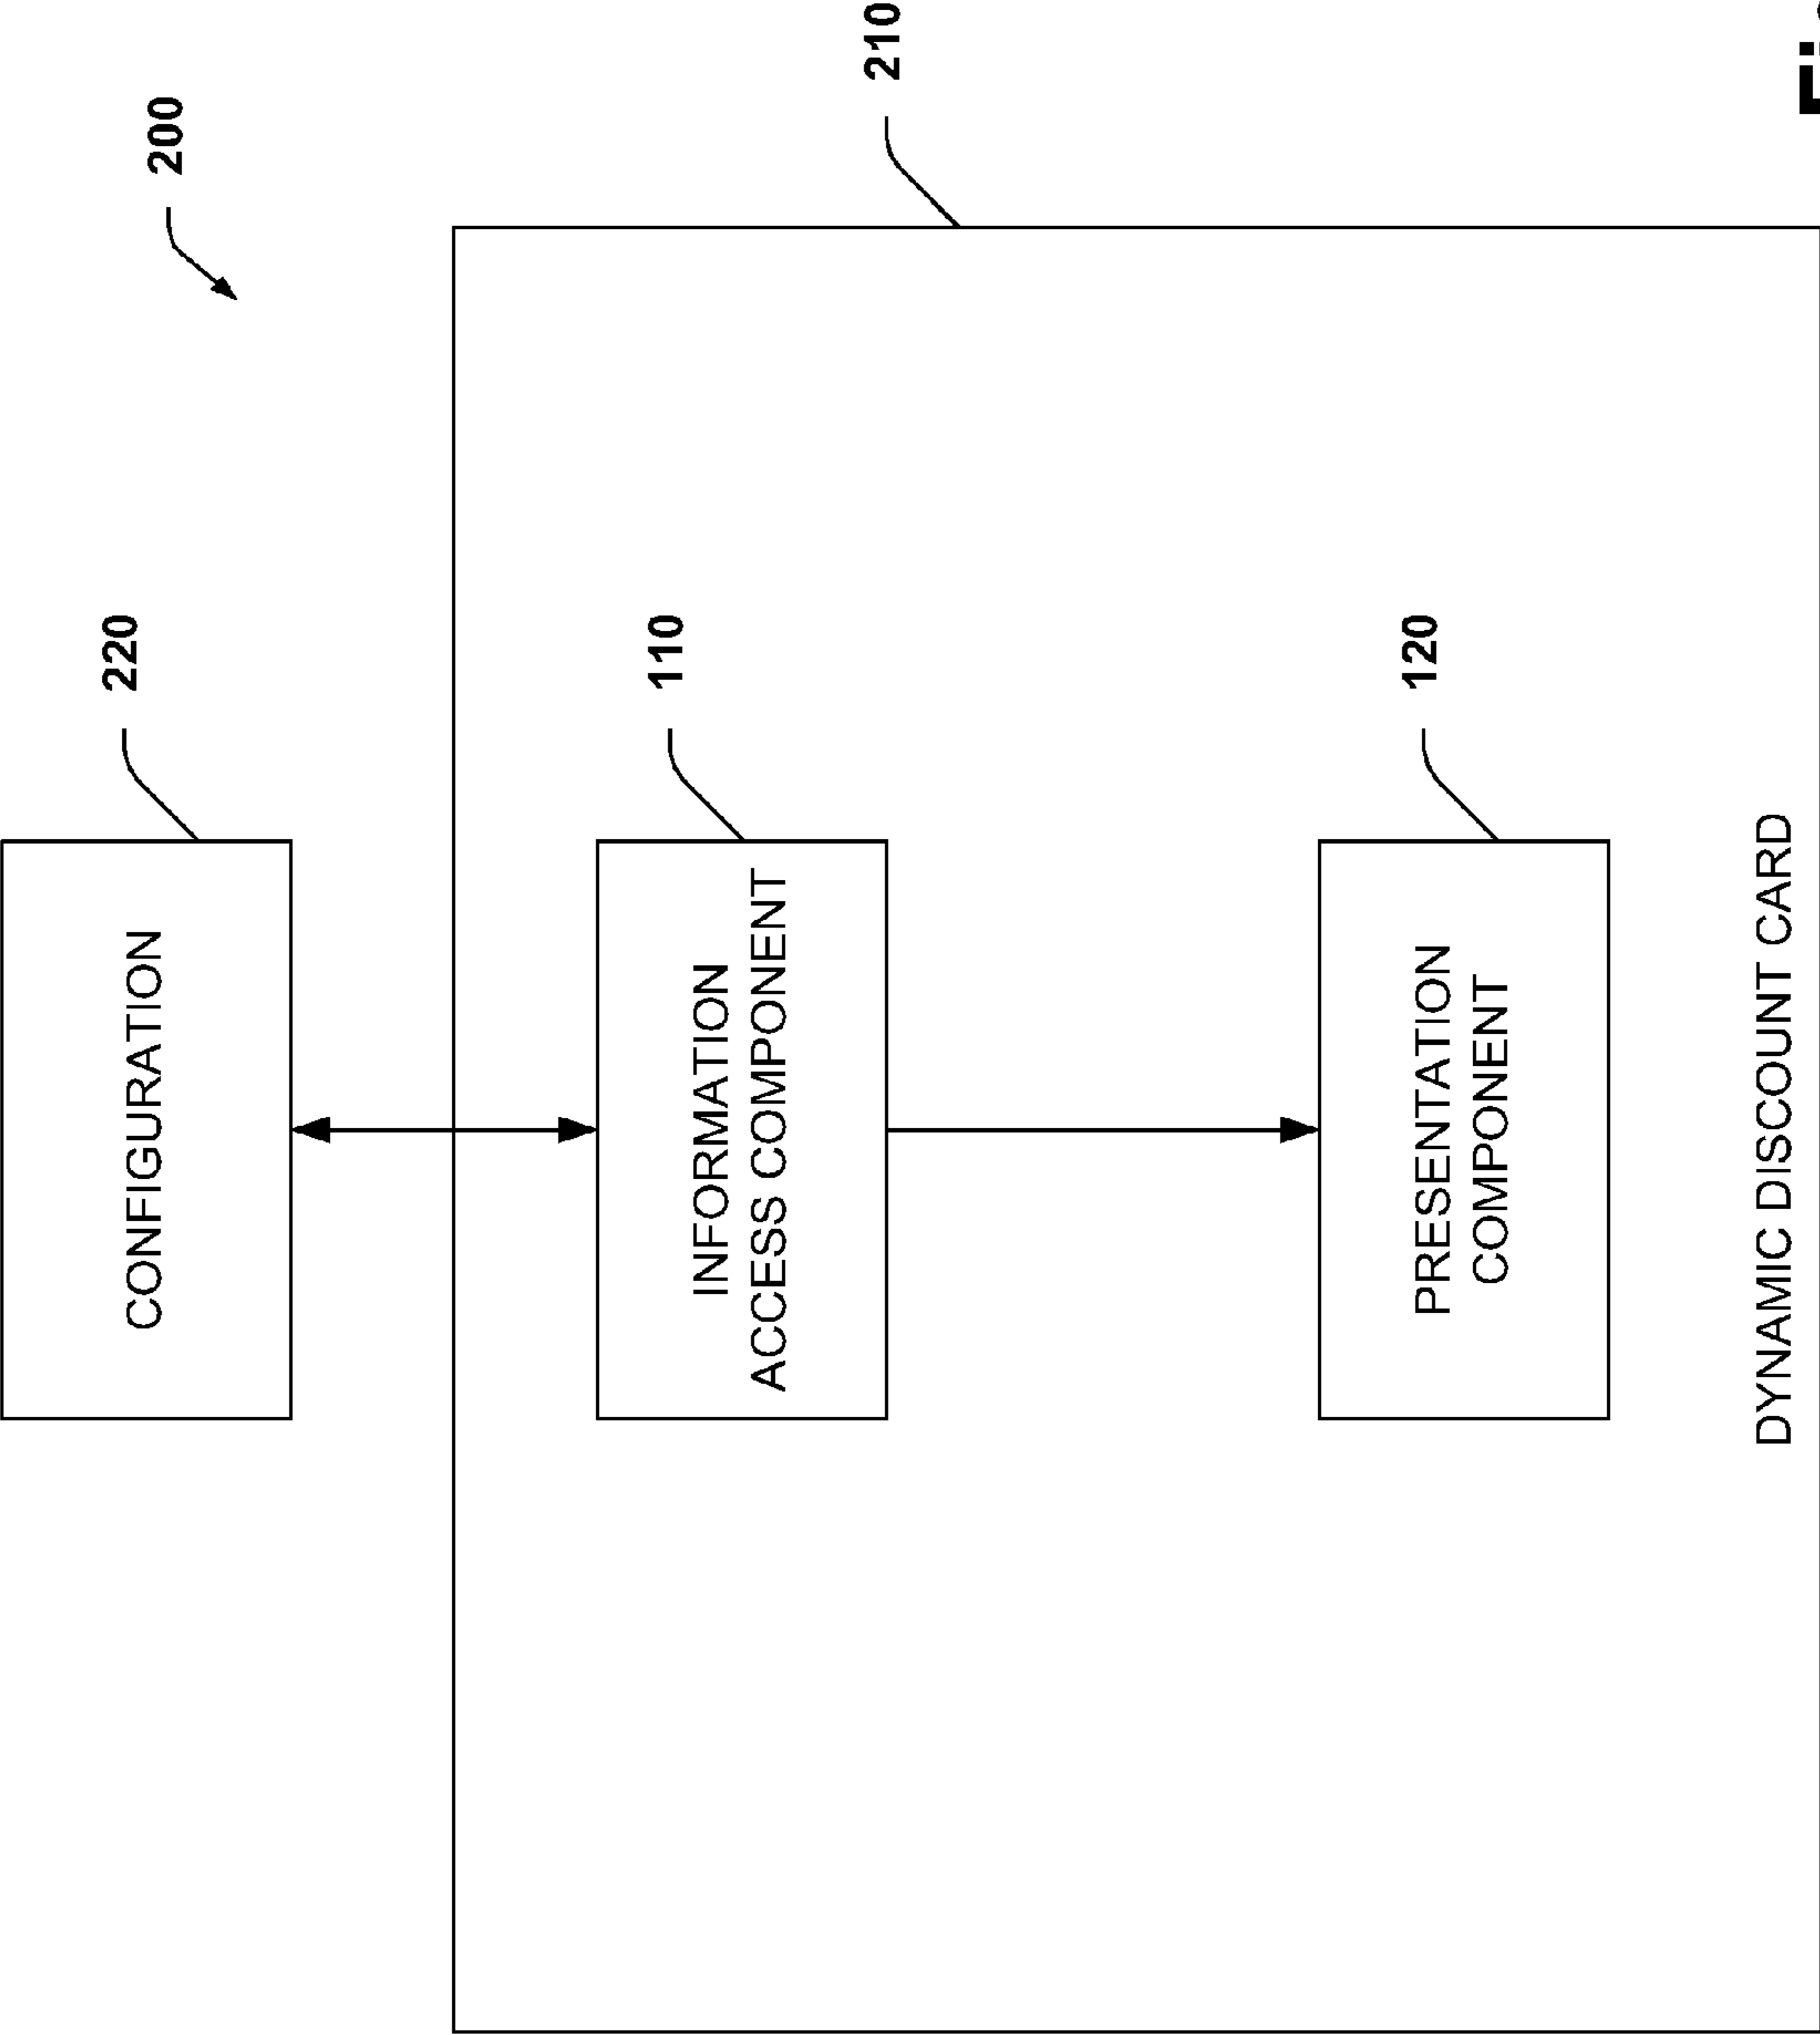 200
220
CONFIGURATION
210
110
INFORMATION
ACCESS COMPONENT
120
PRESENTATION
COMPONENT
DYNAMIC DISCOUNT CARD